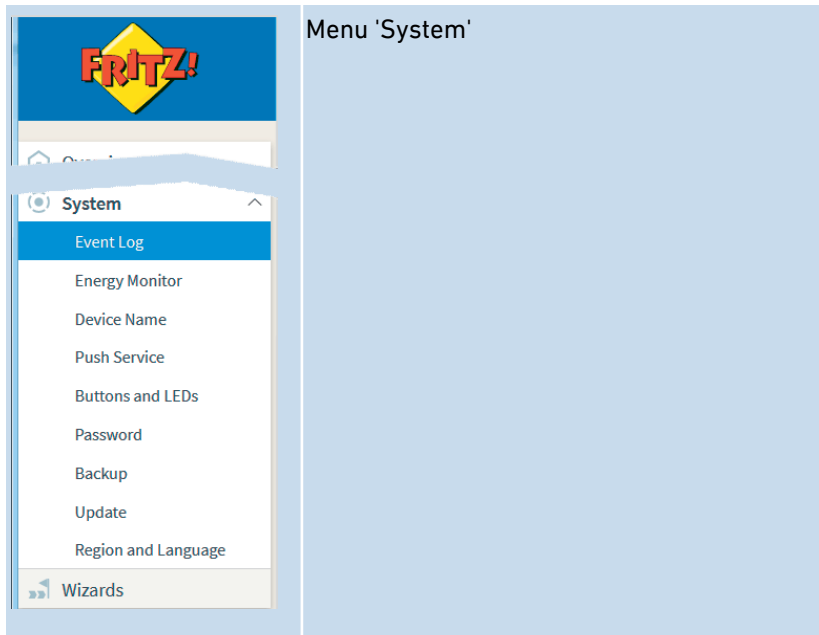 FRITZ!
Menu 'System'
System
Event Log
Energy Monitor
Device Name
Push Service
Buttons and LEDs
Password
Backup
Update
Region and Language
Wizards